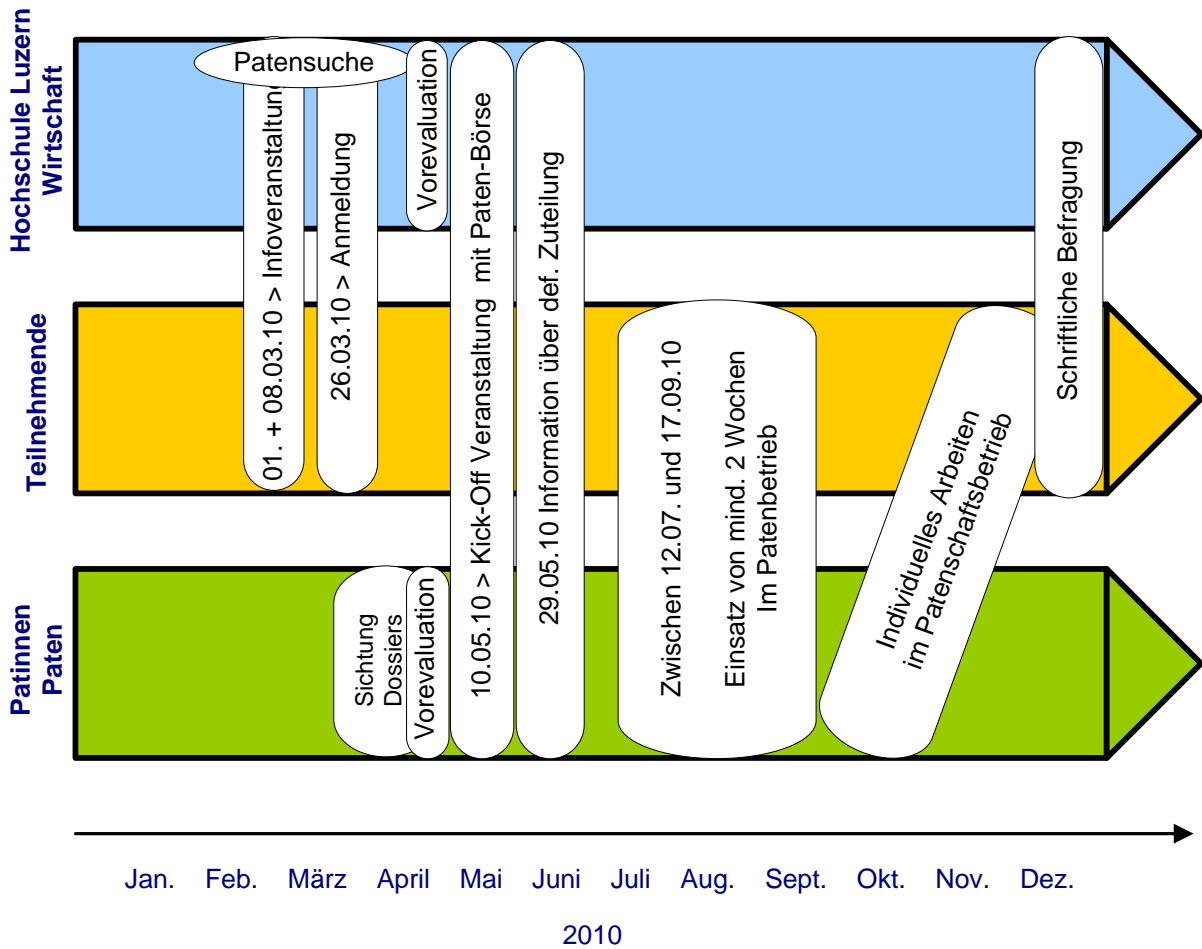 Hochschule Luzern
Wirtschaft
Patensuche
01. + 08.03.10 > Infoveranstaltung
26.03.10 > Anmeldung
Vorevaluation
10.05.10 > Kick-Off Veranstaltung mit Paten-Börse
29.05.10 Information über def. Zuteilung
Schriftliche Befragung
Teilnehmende
Zwischen 12.07. und 17.09.10
Einsatz von mind. 2 Wochen
Im Patenbetrieb
Individuelles Arbeiten
im Patenschaftsbetrieb
Patinnen
Paten
Sichtung
Dossiers
Vorevaluation
Jan. Feb. März April Mai Juni Juli Aug. Sept. Okt. Nov. Dez.
2010